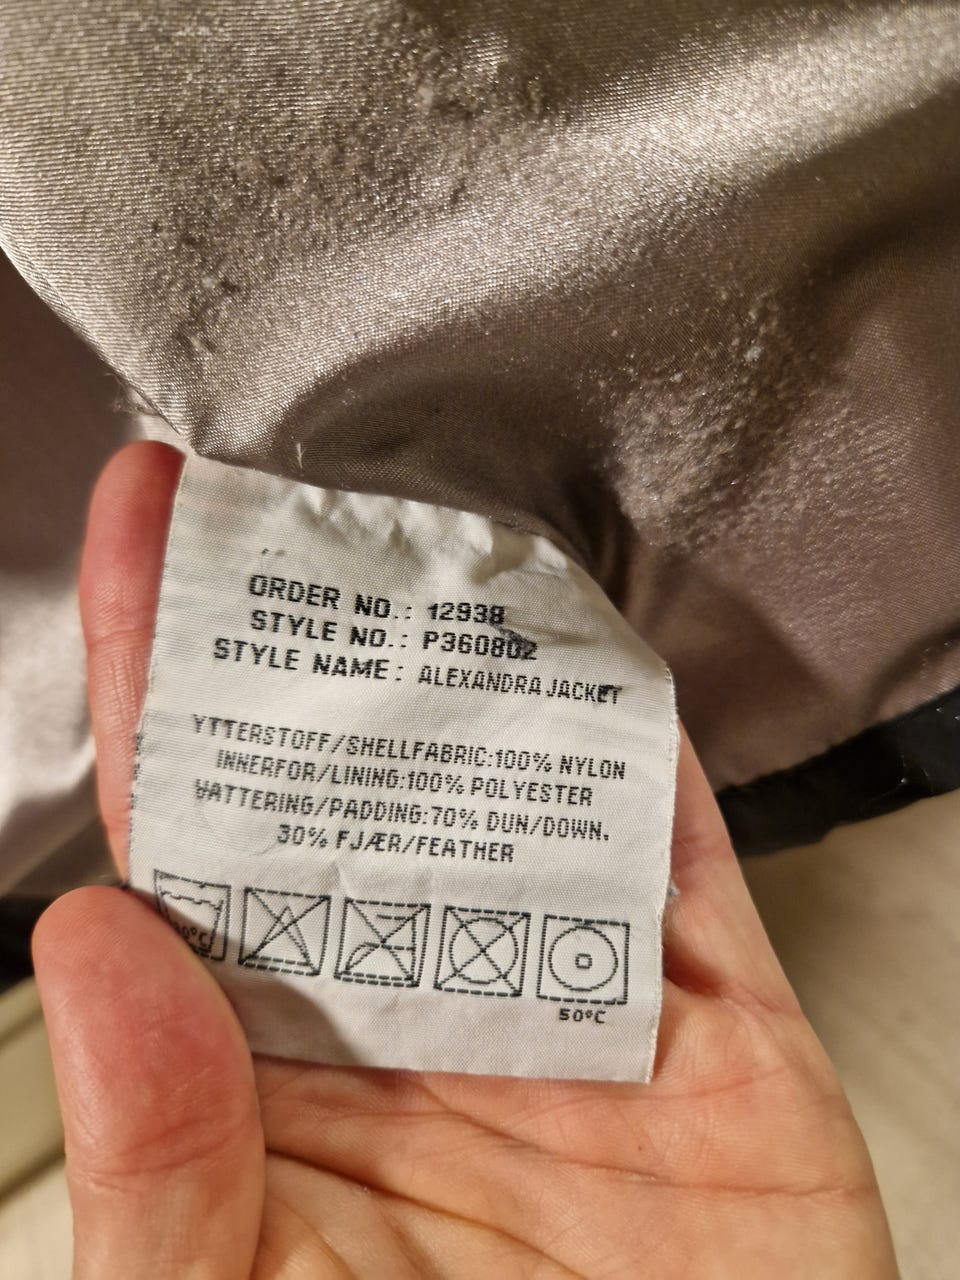 ORDER NO.: 12938
STYLE NO.: P360802
STYLE NAME: ALEXANDRA JACKET
YTTERSTOFF/SHELLFABRIC:100% NYLON
INNERFOR/LINING:100% POLYESTER
VATTERING/PADDING:70% DUN/DOWN.
30% FJÆR/FEATHER
50°C